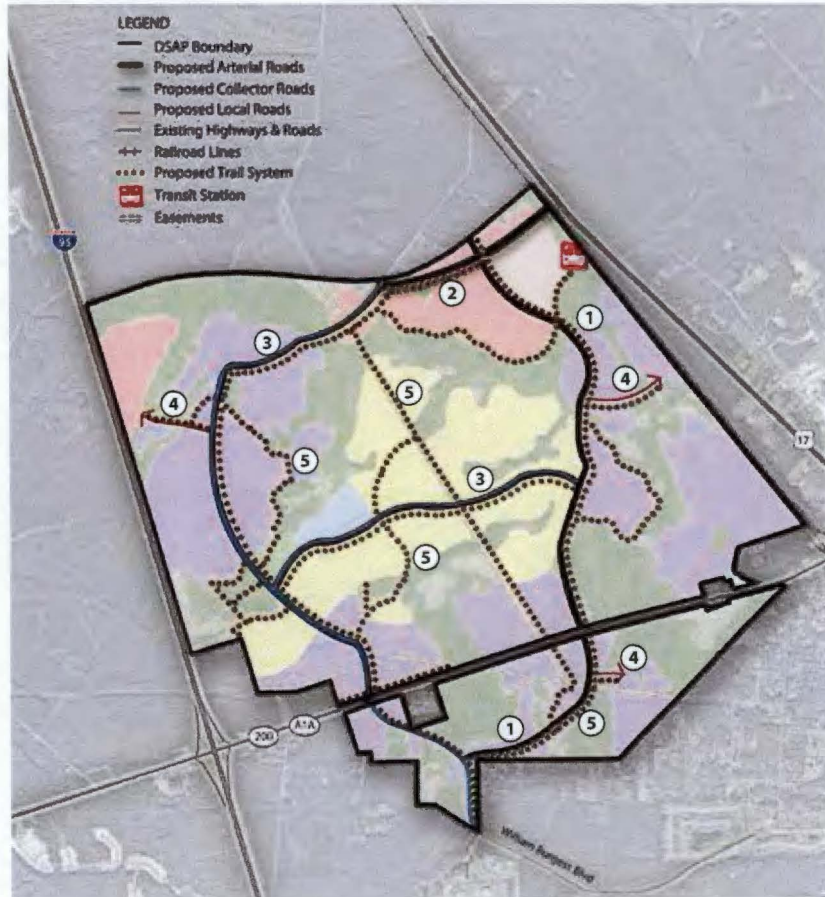 LEGEND
DSAP Boundary
Proposed Arterial Roads
Proposed Collector Roads
Proposed Local Roads
Existing Highways & Roads
Railroad Lines
Proposed Trail System
Transit Station
Easements
95
2
1
3
4
4
5
17
5
3
5
4
200
A1A
1
5
William Burgess Blvd